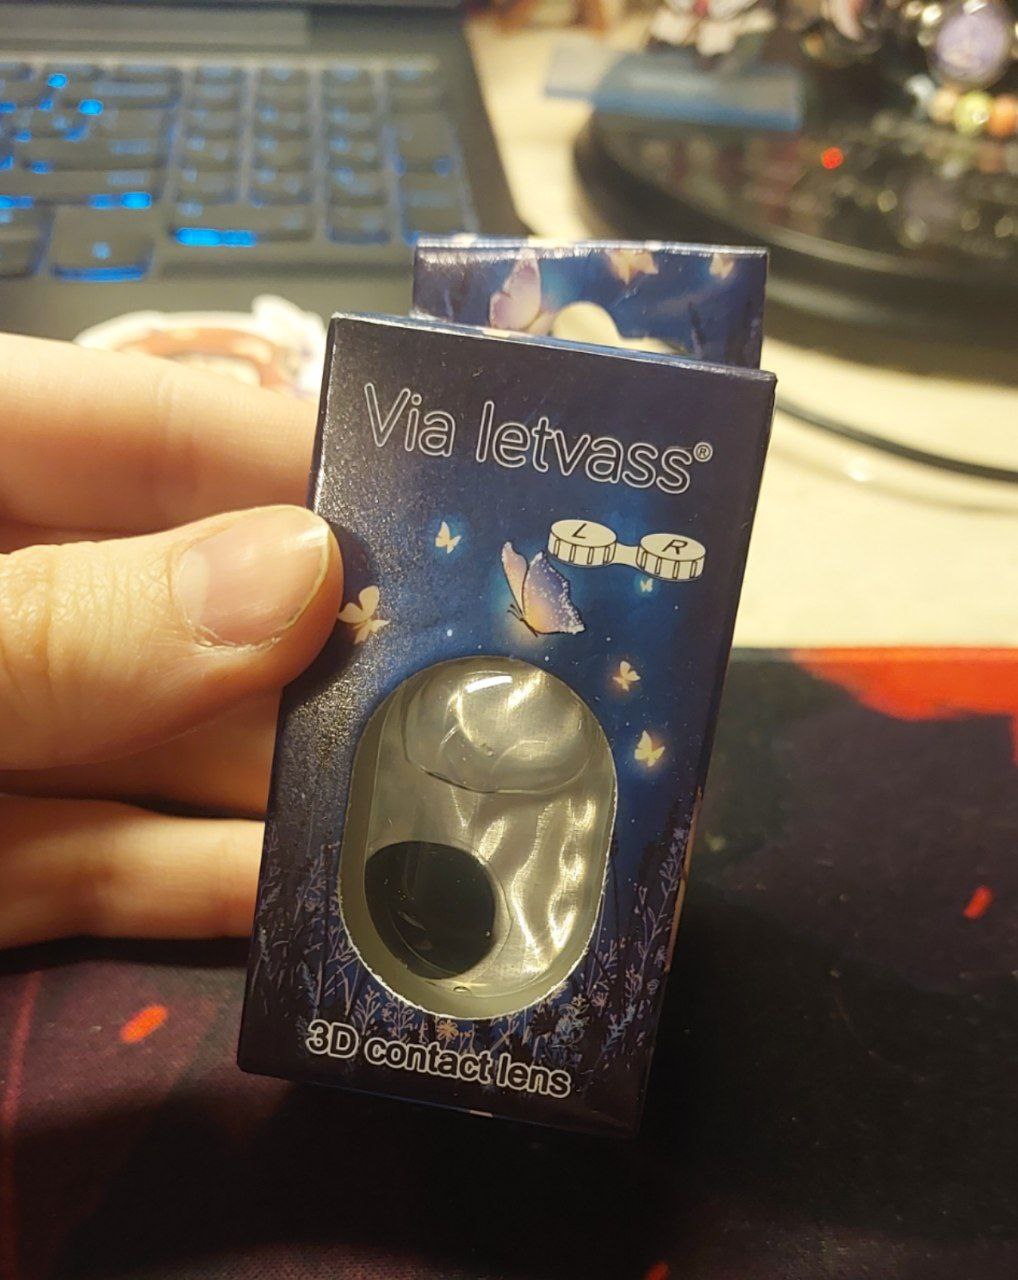 Via letvass®
L R
3D contact lens